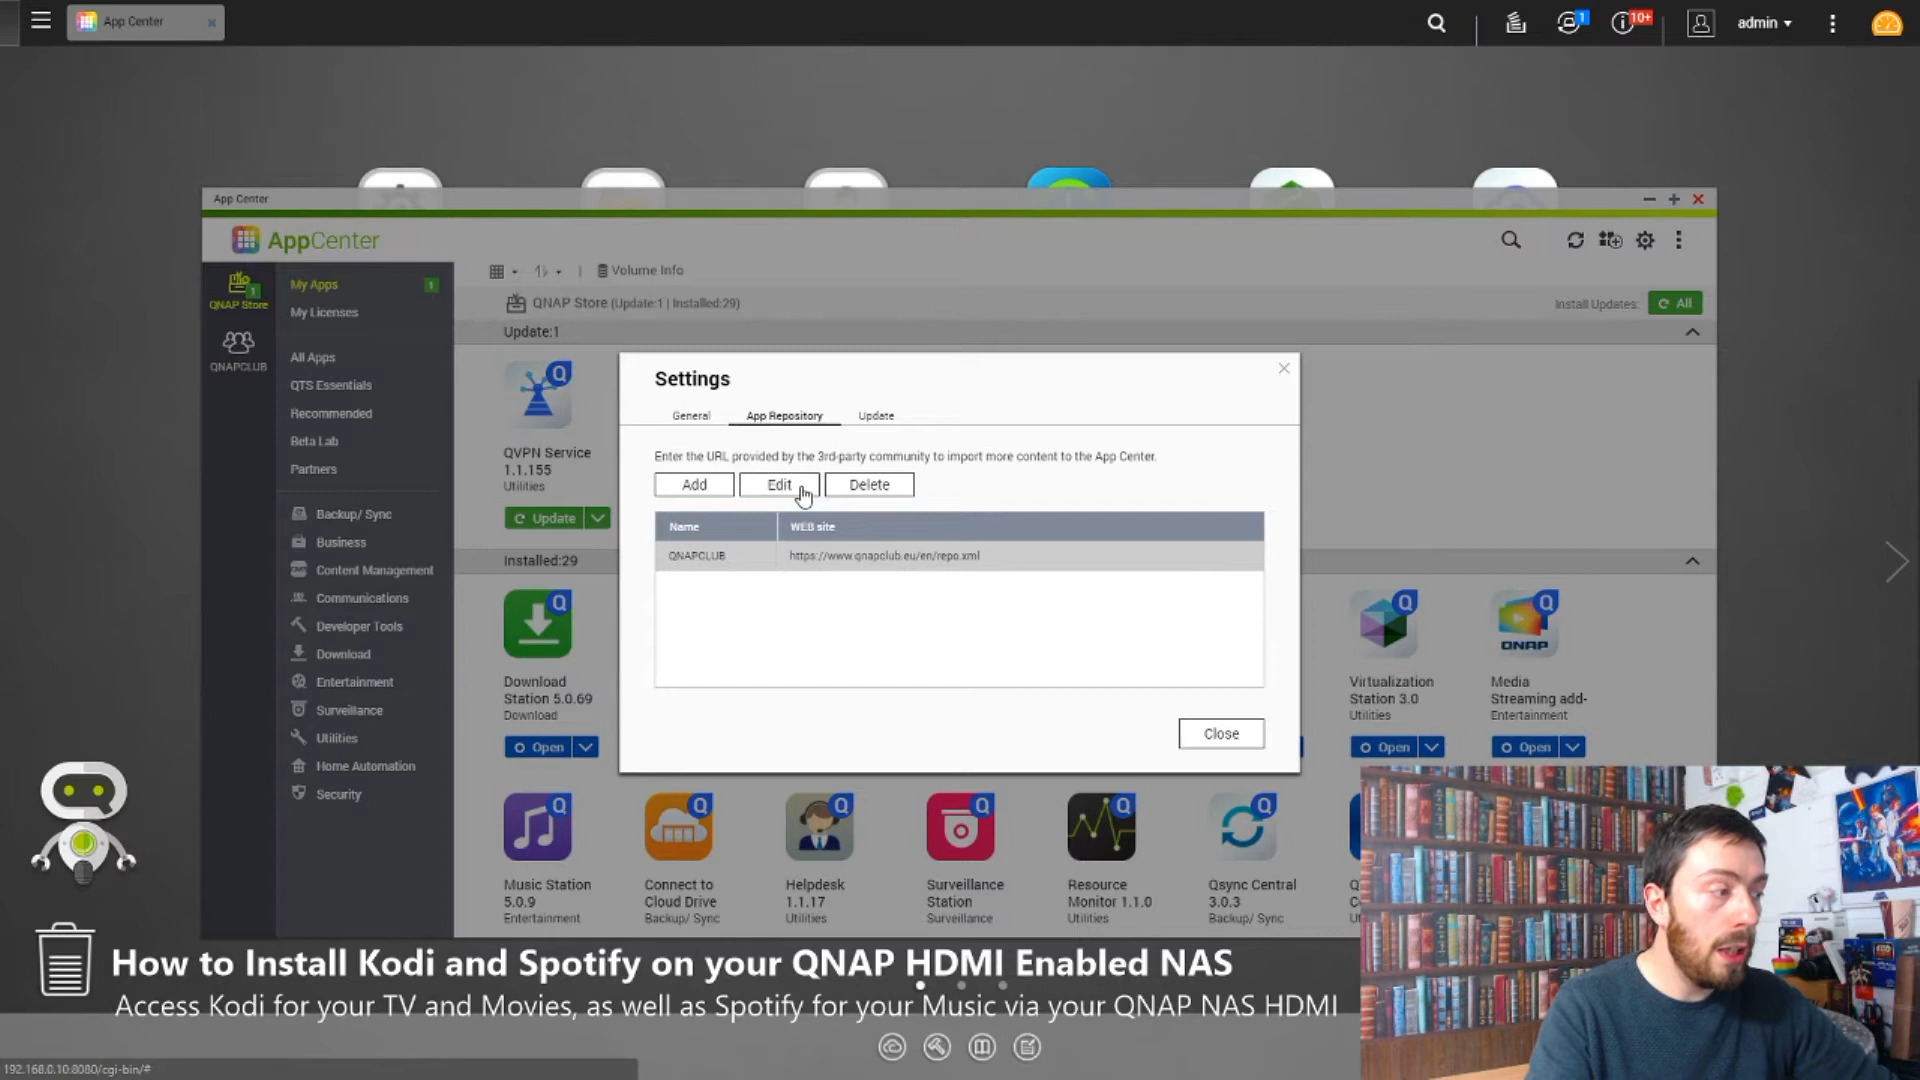 App Center
1
10+
admin
App Center
AppCenter
1
QNAP Store
QNAPCLUB
My Apps
1
My Licenses
All Apps
QTS Essentials
Recommended
Beta Lab
Partners
Backup/ Sync
Business
Content Management
Communications
Developer Tools
Download
Entertainment
Surveillance
Utilities
Home Automation
Security
Volume Info
QNAP Store (Update:1 | Installed:29)
Install Updates:
All
Update:1
QVPN Service
1.1.155
Utilities
Update
Installed:29
Download
Station 5.0.69
Download
Open
Virtualization
Station 3.0
Utilities
Open
QNAP
Media
Streaming add-
Entertainment
Open
Music Station
5.0.9
Entertainment
Connect to
Cloud Drive
Backup/ Sync
Helpdesk
1.1.17
Utilities
Surveillance
Station
Surveillance
Resource
Monitor 1.1.0
Utilities
Qsync Central
3.0.3
Backup/ Sync
Settings
General
App Repository
Update
Enter the URL provided by the 3rd-party community to import more content to the App Center.
Add
Edit
Delete
Name
WEB site
QNAPCLUB
https://www.qnapclub.eu/en/repo.xml
Close
How to Install Kodi and Spotify on your QNAP HDMI Enabled NAS
Access Kodi for your TV and Movies, as well as Spotify for your Music via your QNAP NAS HDMI
192.168.0.10:8080/cgi-bin/#